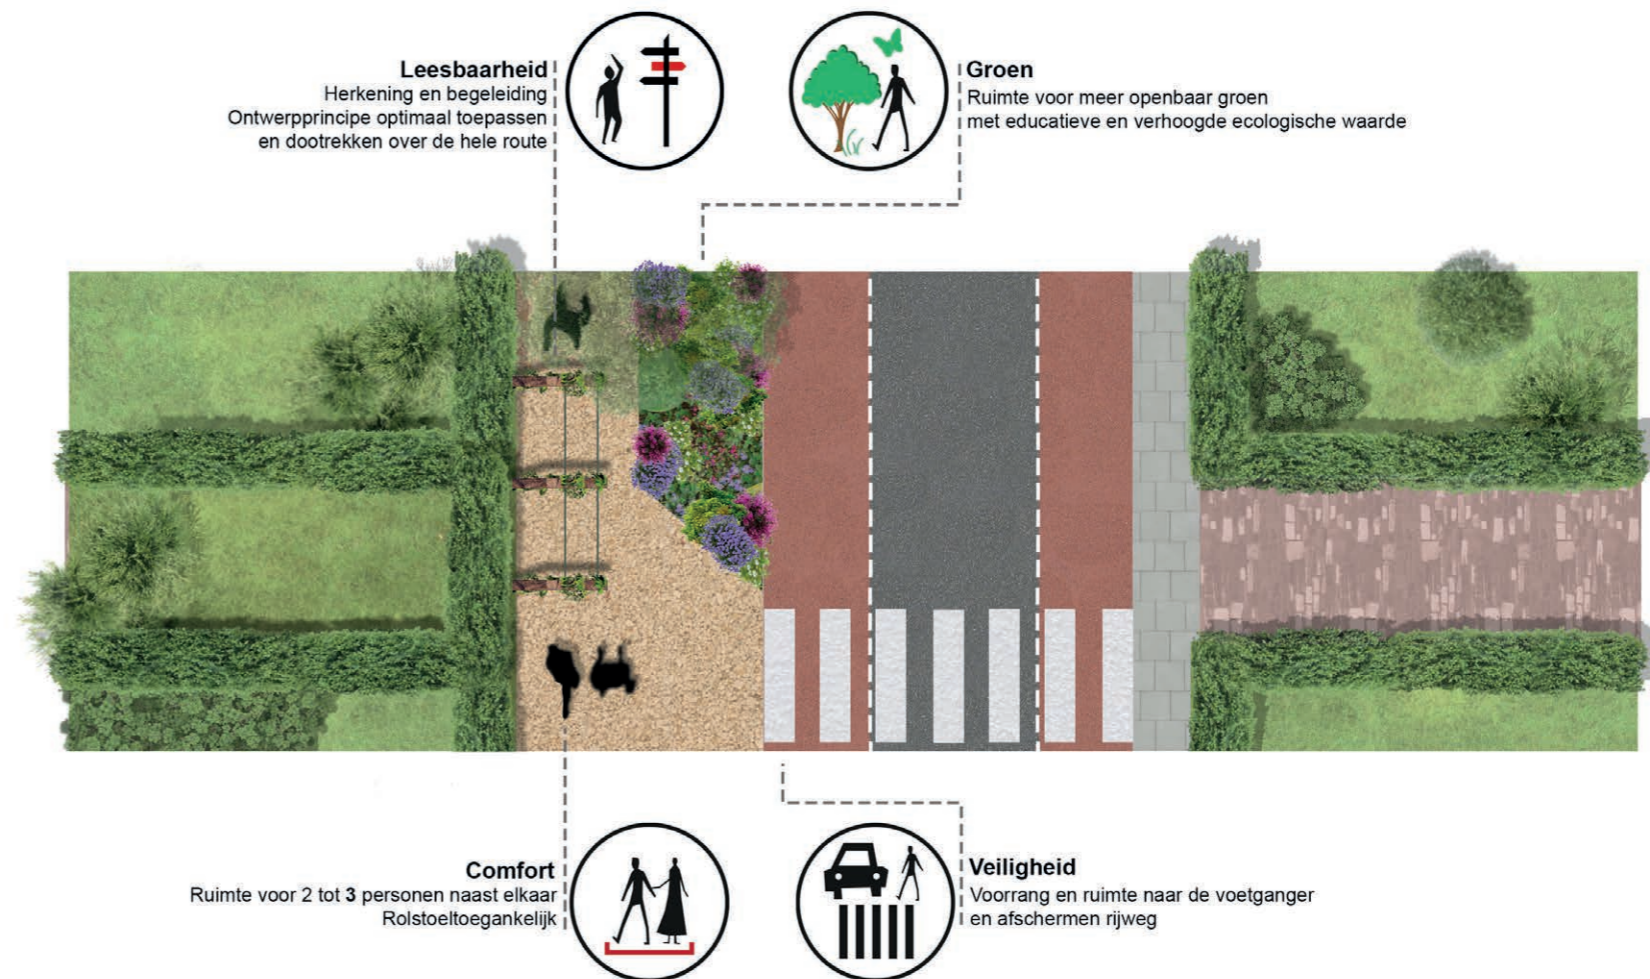 Leesbaarheid
Herkening en begeleiding
Ontwerpprincipe optimaal toepassen
en dootrekken over de hele route
Groen
Ruimte voor meer openbaar groen
met educatieve en verhoogde ecologische waarde
Comfort
Ruimte voor 2 tot 3 personen naast elkaar
Rolstoeltoegankelijk
Veiligheid
Voorrang en ruimte naar de voetganger
en afschermen rijweg